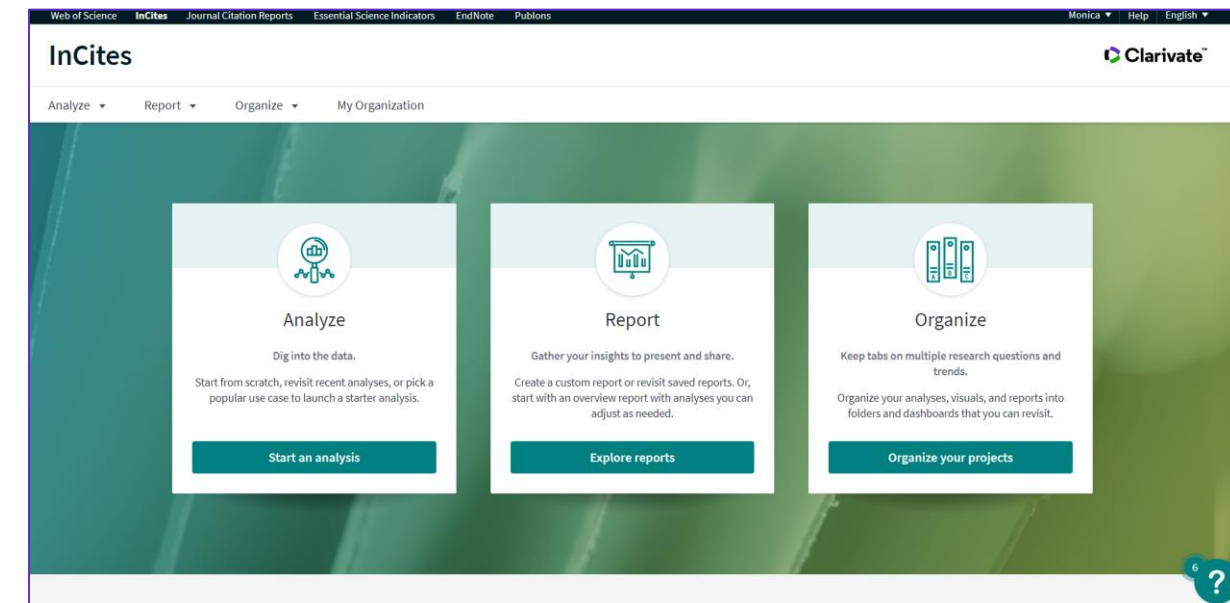 Web of Science InCites Journal Citation Reports Essential Science Indicators EndNote Publons Monica Help English
InCites
Clarivate™
Analyze Report Organize My Organization
Analyze
Dig into the data.
Start from scratch, revisit recent analyses, or pick a
popular use case to launch a starter analysis.
Start an analysis
Report
Gather your insights to present and share.
Create a custom report or revisit saved reports. Or,
start with an overview report with analyses you can
adjust as needed.
Explore reports
A B C
Organize
Keep tabs on multiple research questions and
trends.
Organize your analyses, visuals, and reports into
folders and dashboards that you can revisit.
Organize your projects
6
?